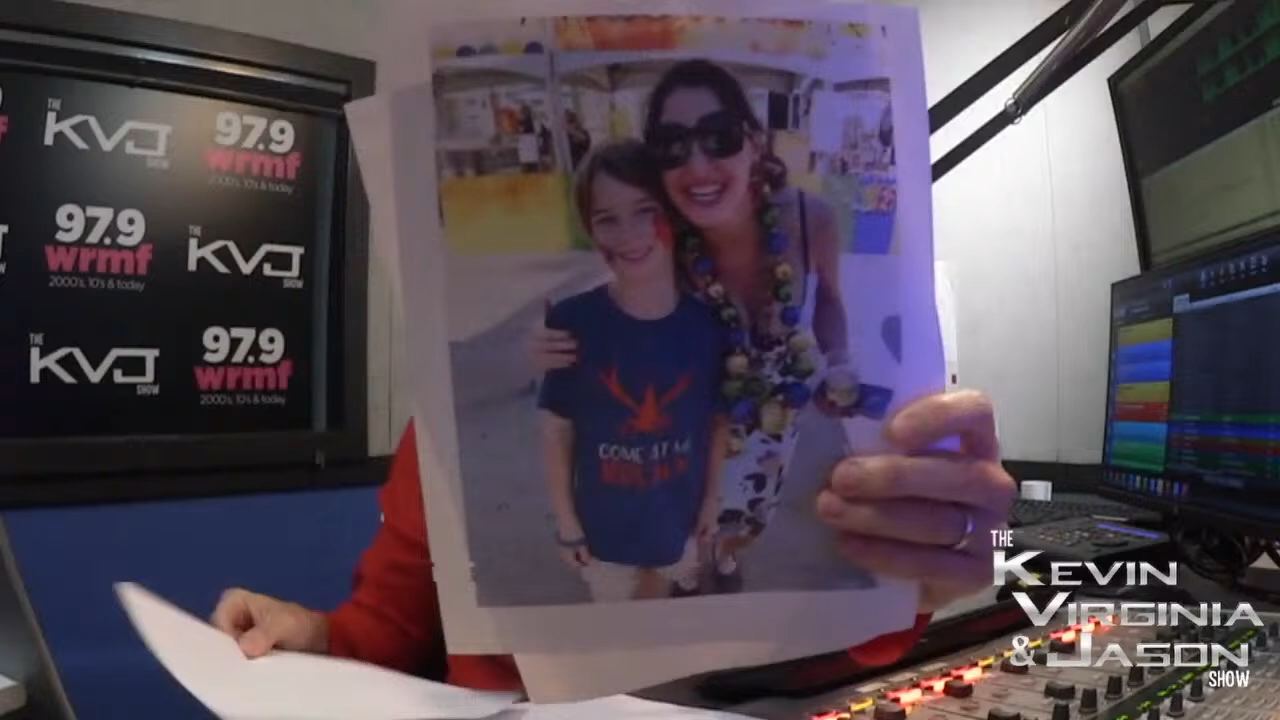 THE
KVJ
SHOW
97.9
wrmf
2000's, 10's & today
97.9
wrmf
2000's, 10's & today
THE
KVJ
SHOW
THE
KVJ
SHOW
97.9
wrmf
2000's, 10's & today
COME AT ME
THE
KEVIN
VIRGINIA
& JASON
SHOW